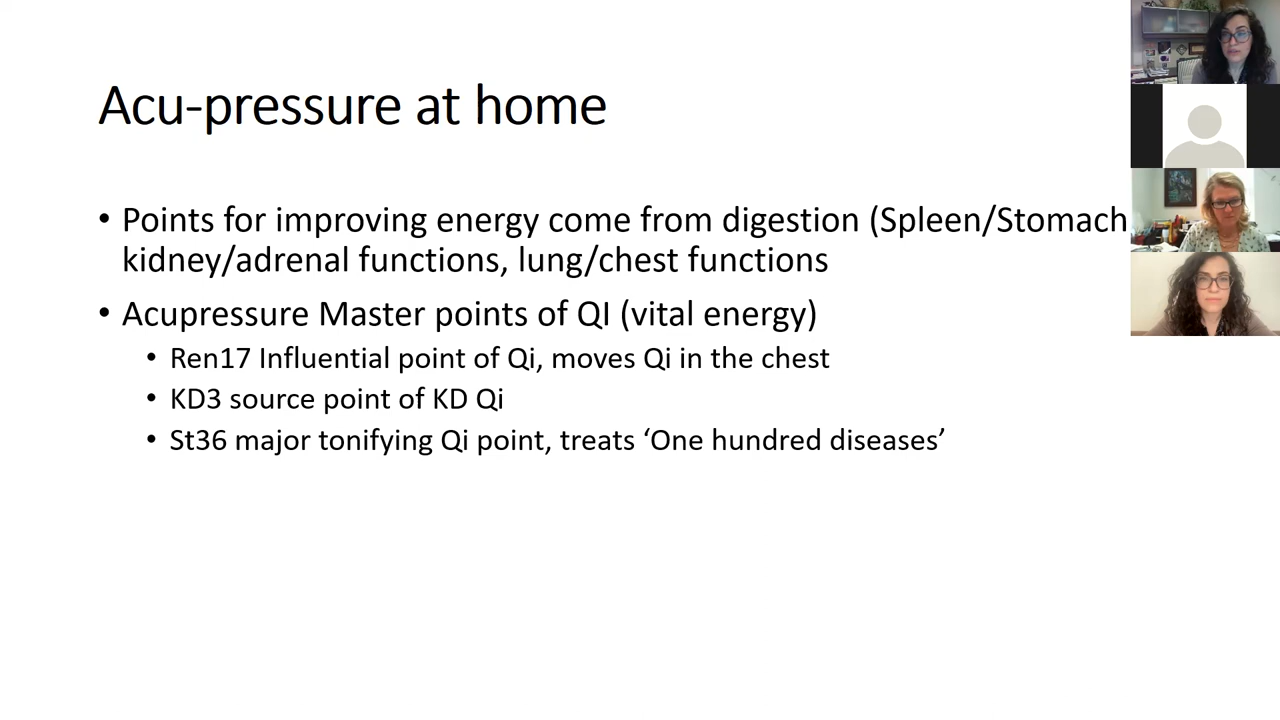 Acu-pressure at home
• Points for improving energy come from digestion (Spleen/Stomach
kidney/adrenal functions, lung/chest functions
• Acupressure Master points of QI (vital energy)
• Ren17 Influential point of Qi, moves Qi in the chest
• KD3 source point of KD Qi
• St36 major tonifying Qi point, treats ‘One hundred diseases’